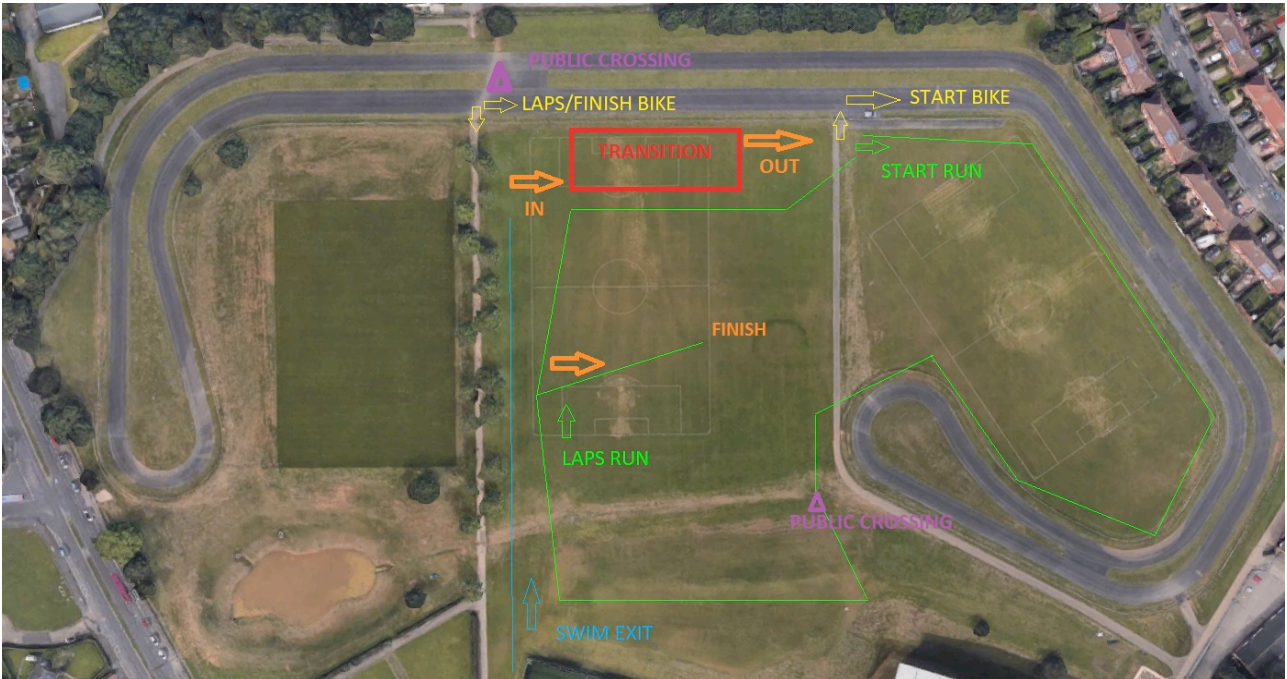 PUBLIC CROSSING
LAPS/FINISH BIKE
START BIKE
TRANSITION
OUT
START RUN
IN
FINISH
LAPS RUN
PUBLIC CROSSING
SWIM EXIT